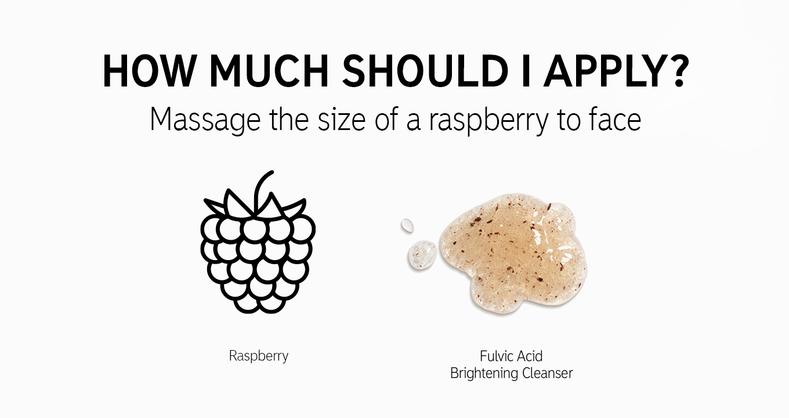 HOW MUCH SHOULD I APPLY?
Massage the size of a raspberry to face
Raspberry
Fulvic Acid
Brightening Cleanser